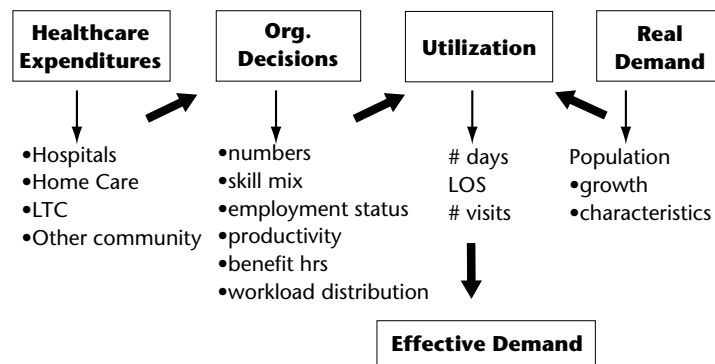 Healthcare
Expenditures
Org.
Decisions
Utilization
Real
Demand
•Hospitals
•Home Care
•LTC
•Other community
•numbers
•skill mix
•employment status
•productivity
•benefit hrs
•workload distribution
# days
LOS
# visits
Population
•growth
•characteristics
Effective Demand